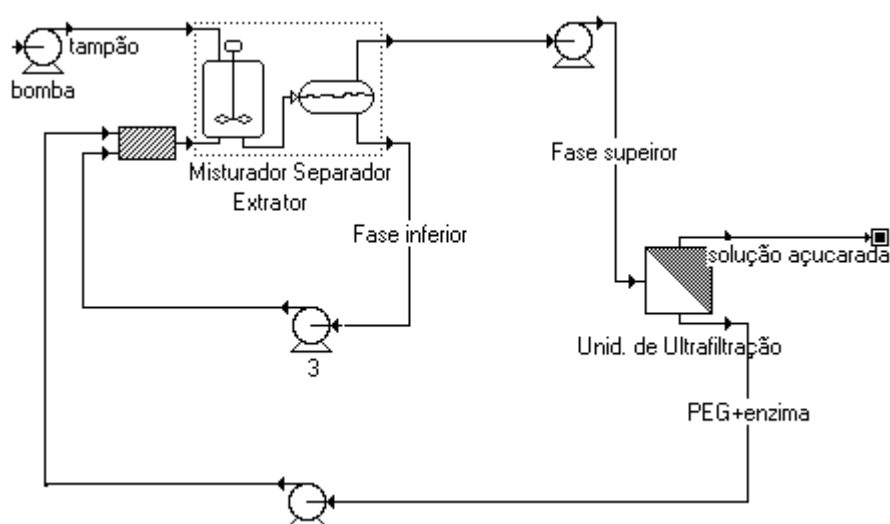 tampão
bomba
Misturador Separador
Extrator
Fase supeiror
Fase inferior
solução açucarada
3
Unid. de Ultrafiltração
PEG+enzima